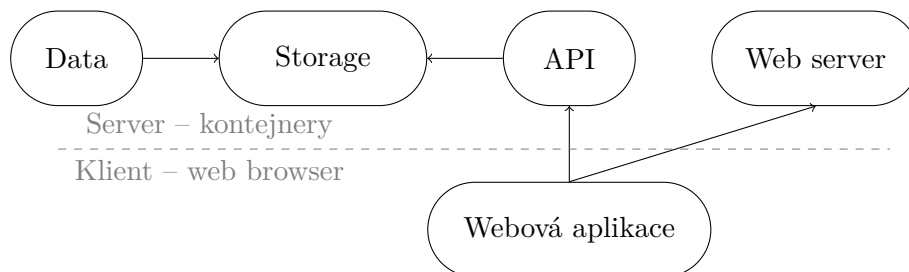 Data
Storage
API
Web server
Server – kontejnery
Klient – web browser
Webová aplikace